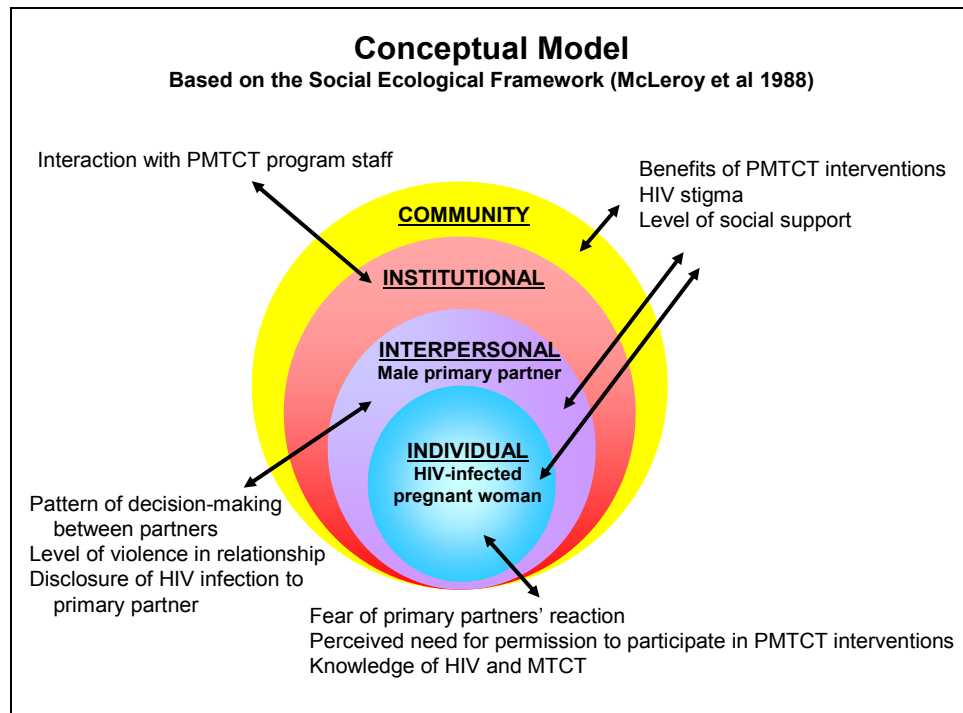 Conceptual Model
Based on the Social Ecological Framework (McLeroy et al 1988)
Interaction with PMTCT program staff
Benefits of PMTCT interventions
HIV stigma
Level of social support
COMMUNITY
INSTITUTIONAL
INTERPERSONAL
Male primary partner
INDIVIDUAL
HIV-infected
pregnant woman
Pattern of decision-making
between partners
Level of violence in relationship
Disclosure of HIV infection to
primary partner
Fear of primary partners’ reaction
Perceived need for permission to participate in PMTCT interventions
Knowledge of HIV and MTCT